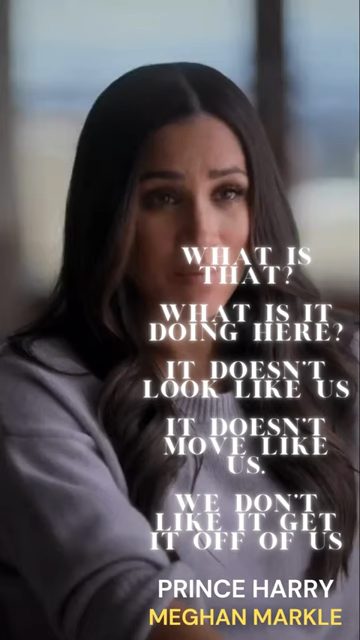 WHAT IS
THAT?
WHAT IS IT
DOING HERE?
IT DOESN'T
LOOK LIKE US
IT DOESN'T
MOVE LIKE
US.
WE DON'T
LIKE IT GET
IT OFF OF US
PRINCE HARRY
MEGHAN MARKLE